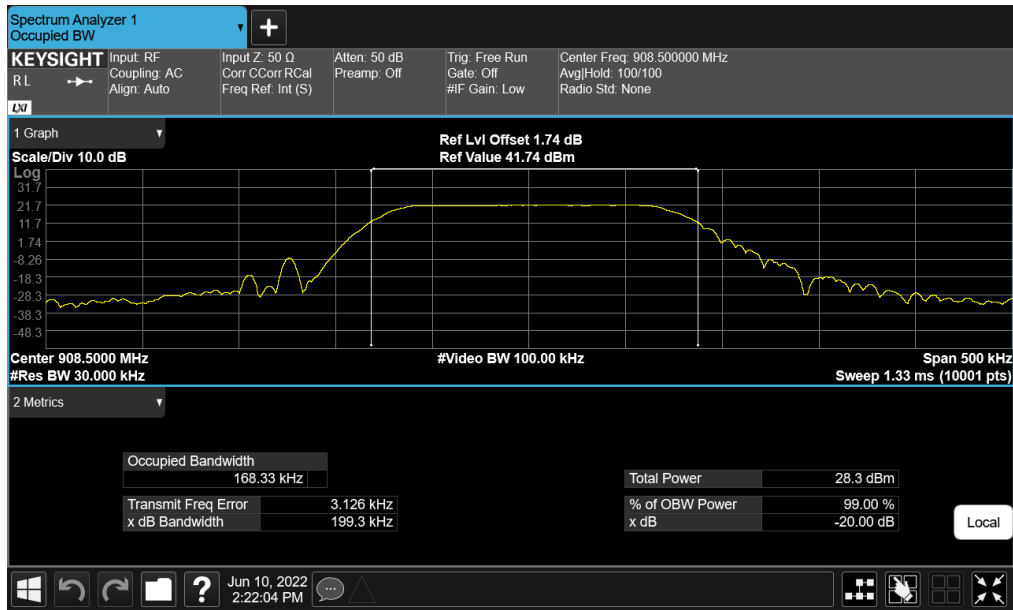 Spectrum Analyzer 1
Occupied BW
KEYSIGHT
R L
LXI
Input: RF
Coupling: AC
Align: Auto
Input Z: 50 Ω
Corr CCorr RCal
Freq Ref: Int (S)
Atten: 50 dB
Preamp: Off
Trig: Free Run
Gate: Off
#IF Gain: Low
Center Freq: 908.500000 MHz
Avg|Hold: 100/100
Radio Std: None
1 Graph
Scale/Div 10.0 dB
Ref Lvl Offset 1.74 dB
Ref Value 41.74 dBm
Log
31.7
21.7
11.7
1.74
-8.26
-18.3
-28.3
-38.3
-48.3
Center 908.5000 MHz
#Video BW 100.00 kHz
Span 500 kHz
#Res BW 30.000 kHz
Sweep 1.33 ms (10001 pts)
2 Metrics
Occupied Bandwidth
168.33 kHz
Total Power 28.3 dBm
Transmit Freq Error 3.126 kHz
% of OBW Power 99.00 %
x dB Bandwidth 199.3 kHz
x dB -20.00 dB
Local
?
Jun 10, 2022
2:22:04 PM